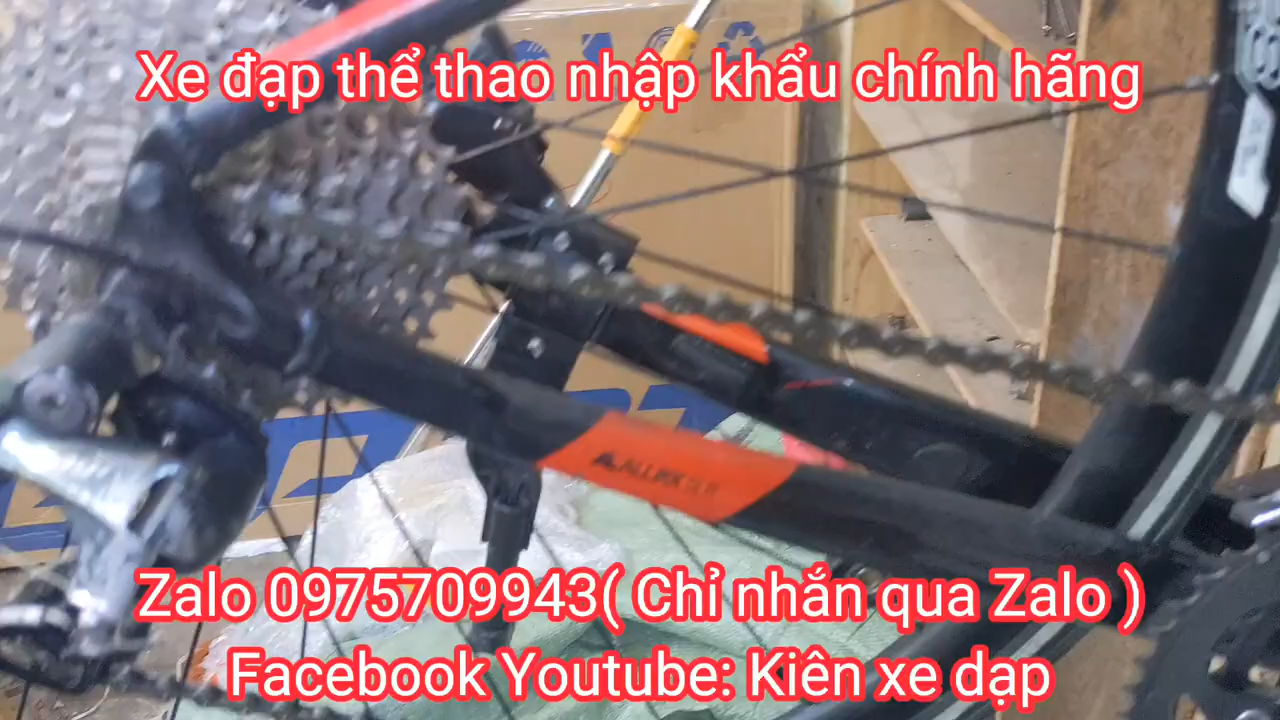 Xe đạp thể thao nhập khẩu chính hãng
Zalo 0975709943( Chỉ nhắn qua Zalo )
Facebook Youtube: Kiên xe dạp